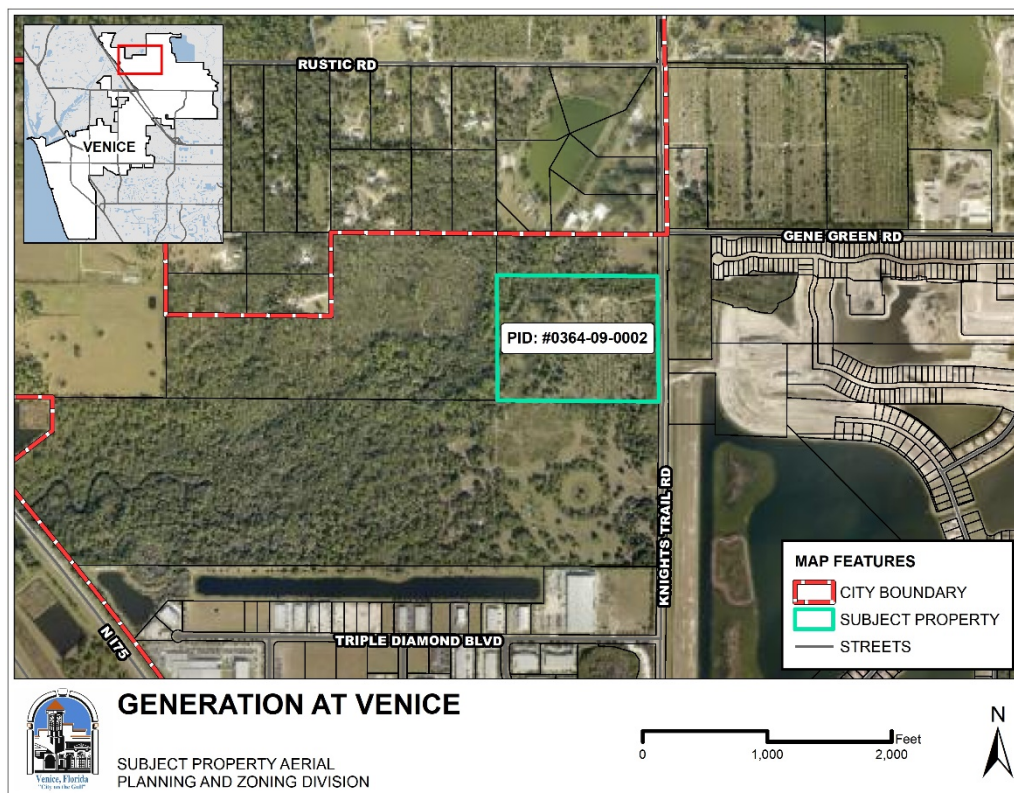 VENICE
RUSTIC RD
GENE GREEN RD
PID: #0364-09-0002
KNIGHTS TRAIL RD
N I75
TRIPLE DIAMOND BLVD
MAP FEATURES
CITY BOUNDARY
SUBJECT PROPERTY
STREETS
GENERATION AT VENICE
SUBJECT PROPERTY AERIAL
PLANNING AND ZONING DIVISION
Venice, Florida
"City on the Gulf"
Feet
0 1,000 2,000
N